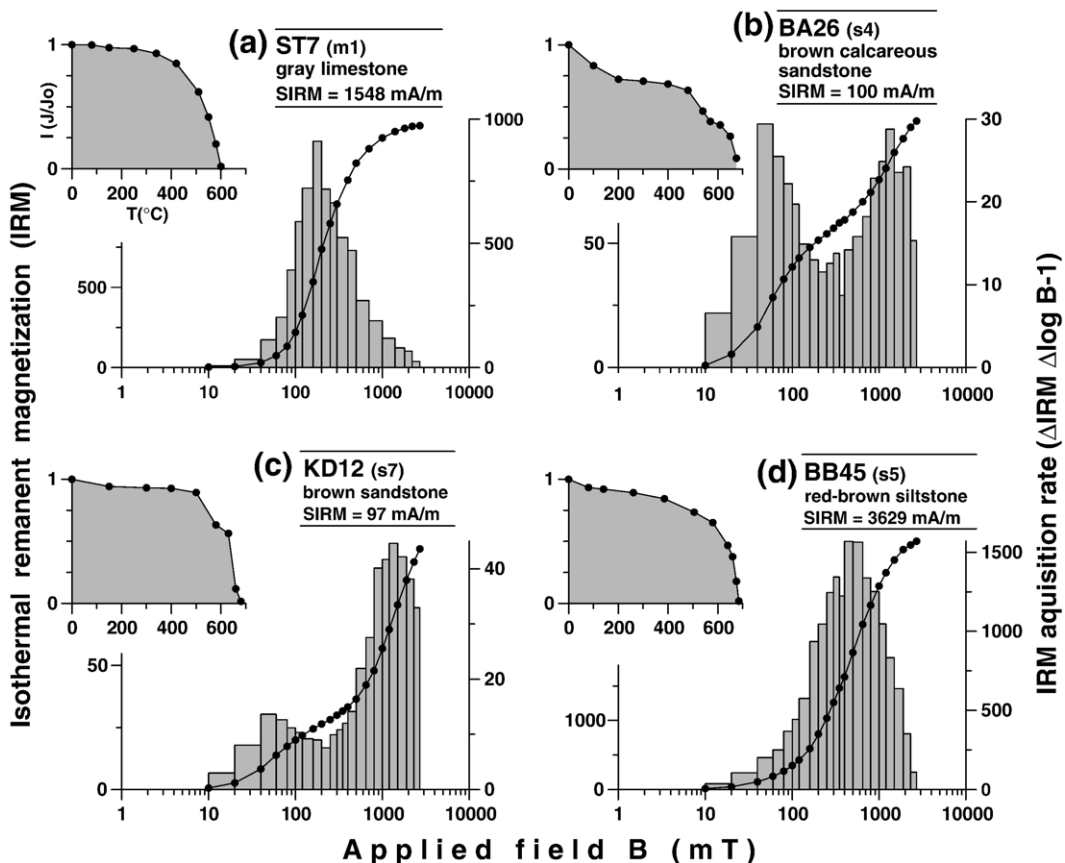 (a) ST7 (m1)
gray limestone
SIRM = 1548 mA/m
1
I (J/Jo)
0
0 200 400 600
T(°C)
500
0
1000
500
0
1 10 100 1000 10000
(b) BA26 (s4)
brown calcareous
sandstone
SIRM = 100 mA/m
1
0
0 200 400 600
50
0
30
20
10
0
1 10 100 1000 10000
(c) KD12 (s7)
brown sandstone
SIRM = 97 mA/m
1
0
0 200 400 600
50
0
40
20
0
1 10 100 1000 10000
(d) BB45 (s5)
red-brown siltstone
SIRM = 3629 mA/m
1
0
0 200 400 600
1000
0
1500
1000
500
0
1 10 100 1000 10000
Isothermal remanent magnetization (IRM)
IRM aquisition rate (ΔIRM Δlog B-1)
Applied field B (mT)